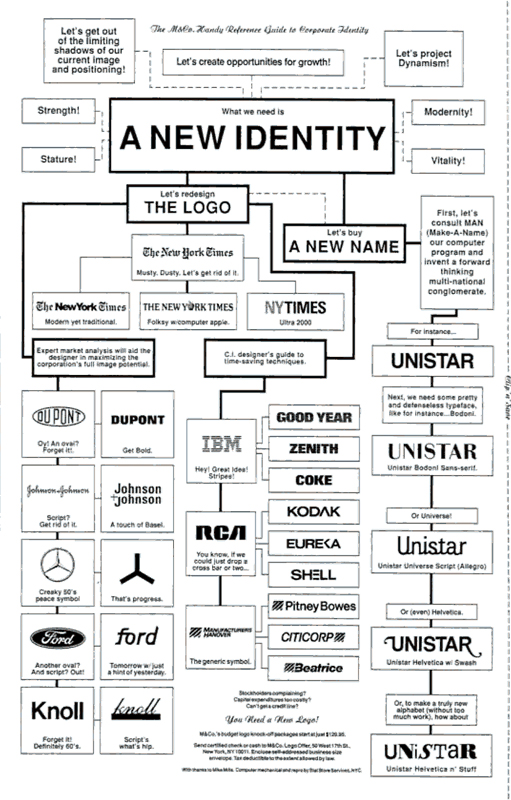 The M&Co. Handy Reference Guide to Corporate Identity
Let's get out
of the limiting
shadows of our
current image
and positioning!
Let's create opportunities for growth!
Let's project
Dynamism!
Strength!
Stature!
What we need is
A NEW IDENTITY
Modernity!
Vitality!
Let's redesign
THE LOGO
Let's buy
A NEW NAME
First, let's
consult MAN
(Make-A-Name)
our computer
program and
invent a forward
thinking
multi-national
conglomerate.
The New York Times
Musty. Dusty. Let's get rid of it.
The New York Times
Modern yet traditional.
THE NEW YORK TIMES
Folksy w/computer apple.
NYTIMES
Ultra 2000
Expert market analysis will aid the
designer in maximizing the
corporation's full image potential.
C.I. designer's guide to
time-saving techniques.
DU PONT
Oy! An oval?
Forget it!
DUPONT
Get Bold.
Johnson & Johnson
Script?
Get rid of it.
Johnson
+johnson
A touch of Basel.
Creaky 50's
peace symbol
That's progress.
Ford
Another oval?
And script? Out!
ford
Tomorrow w/ just
a hint of yesterday.
Knoll
Forget it!
Definitely 60's.
knoll
Script's
what's hip.
IBM
Hey! Great Idea!
Stripes!
GOOD YEAR
ZENITH
COKE
RCA
You know, if we
could just drop a
cross bar or two...
KODAK
EUREKA
SHELL
MANUFACTURERS
HANOVER
The generic symbol.
Pitney Bowes
CITICORP
Beatrice
For instance...
UNISTAR
Next, we need some pretty
and defenseless typeface,
like for instance...Bodoni.
UNISTAR
Unistar Bodoni Sans-serif.
Or Universe!
Unistar
Unistar Universe Script (Allegro)
Or (even) Helvetica.
UNISTAR
Unistar Helvetica w/ Swash
Or, to make a truly new
alphabet (without too
much work), how about
UNiSTaR
Unistar Helvetica n' Stuff
Stockholders complaining?
Capital expenditures too costly?
Can't get a credit line?
You Need a New Logo!
M&Co.'s budget logo knock-off packages start at just $120.95.
Send certified check or cash to M&Co. Logo Offer, 50 West 17th St.,
New York, NY 10011. Enclose self-addressed business size
envelope. Tax deductible to the extent allowed by law.
With thanks to Mike Mills. Computer mechanical and repro by Stat Store Services, NYC.
Clip 'n' Save